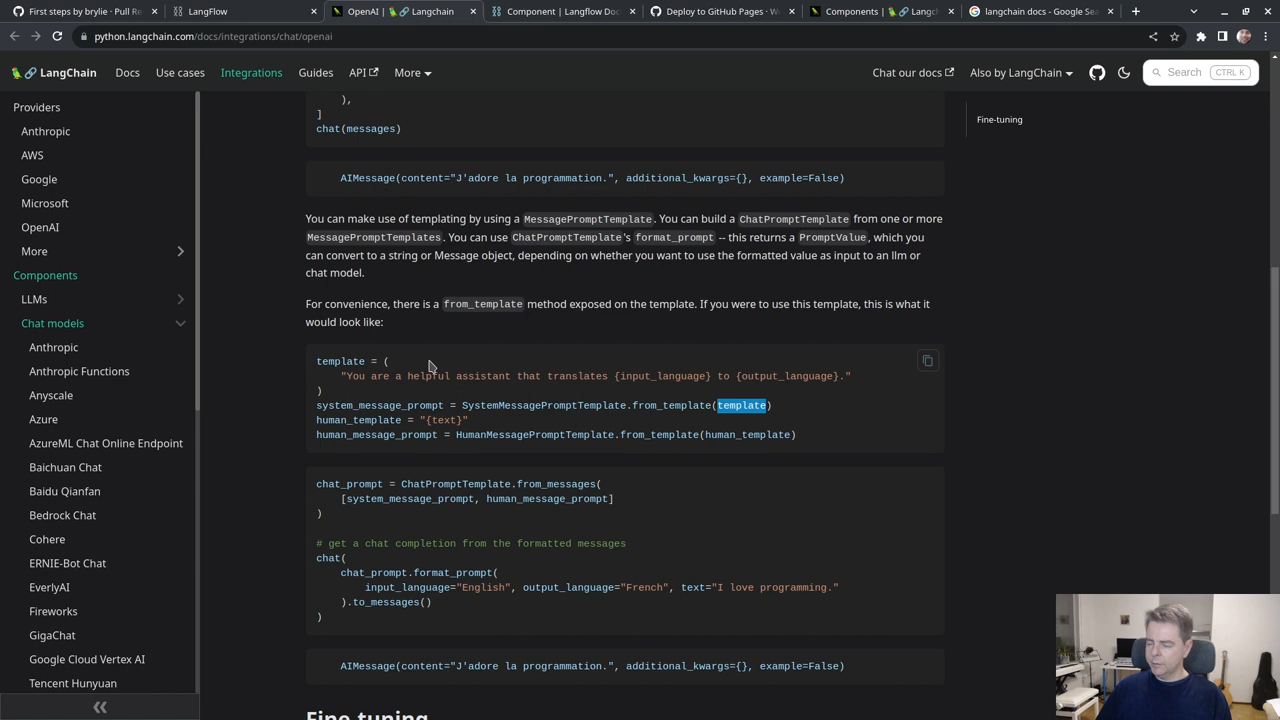 First steps by brylie · Pull Re
LangFlow
OpenAI | 🦜️🔗 Langchain
Component | Langflow Doc
Deploy to GitHub Pages · W
Components | 🦜️🔗 Langch
langchain docs - Google Sea
python.langchain.com/docs/integrations/chat/openai
🦜️🔗 LangChain
Docs
Use cases
Integrations
Guides
API
More
Chat our docs
Also by LangChain
Search
CTRL K
Providers
Anthropic
AWS
Google
Microsoft
OpenAI
More
Components
LLMs
Chat models
Anthropic
Anthropic Functions
Anyscale
Azure
AzureML Chat Online Endpoint
Baichuan Chat
Baidu Qianfan
Bedrock Chat
Cohere
ERNIE-Bot Chat
EverlyAI
Fireworks
GigaChat
Google Cloud Vertex AI
Tencent Hunyuan
),
]
chat(messages)
AIMessage(content="J'adore la programmation.", additional_kwargs={}, example=False)
You can make use of templating by using a MessagePromptTemplate. You can build a ChatPromptTemplate from one or more
MessagePromptTemplates. You can use ChatPromptTemplate's format_prompt -- this returns a PromptValue, which you
can convert to a string or Message object, depending on whether you want to use the formatted value as input to an llm or
chat model.
For convenience, there is a from_template method exposed on the template. If you were to use this template, this is what it
would look like:
template = (
"You are a helpful assistant that translates {input_language} to {output_language}."
)
system_message_prompt = SystemMessagePromptTemplate.from_template(template)
human_template = "{text}"
human_message_prompt = HumanMessagePromptTemplate.from_template(human_template)
chat_prompt = ChatPromptTemplate.from_messages(
[system_message_prompt, human_message_prompt]
)
# get a chat completion from the formatted messages
chat(
chat_prompt.format_prompt(
input_language="English", output_language="French", text="I love programming."
).to_messages()
)
AIMessage(content="J'adore la programmation.", additional_kwargs={}, example=False)
Fine-tuning
Fine-tuning